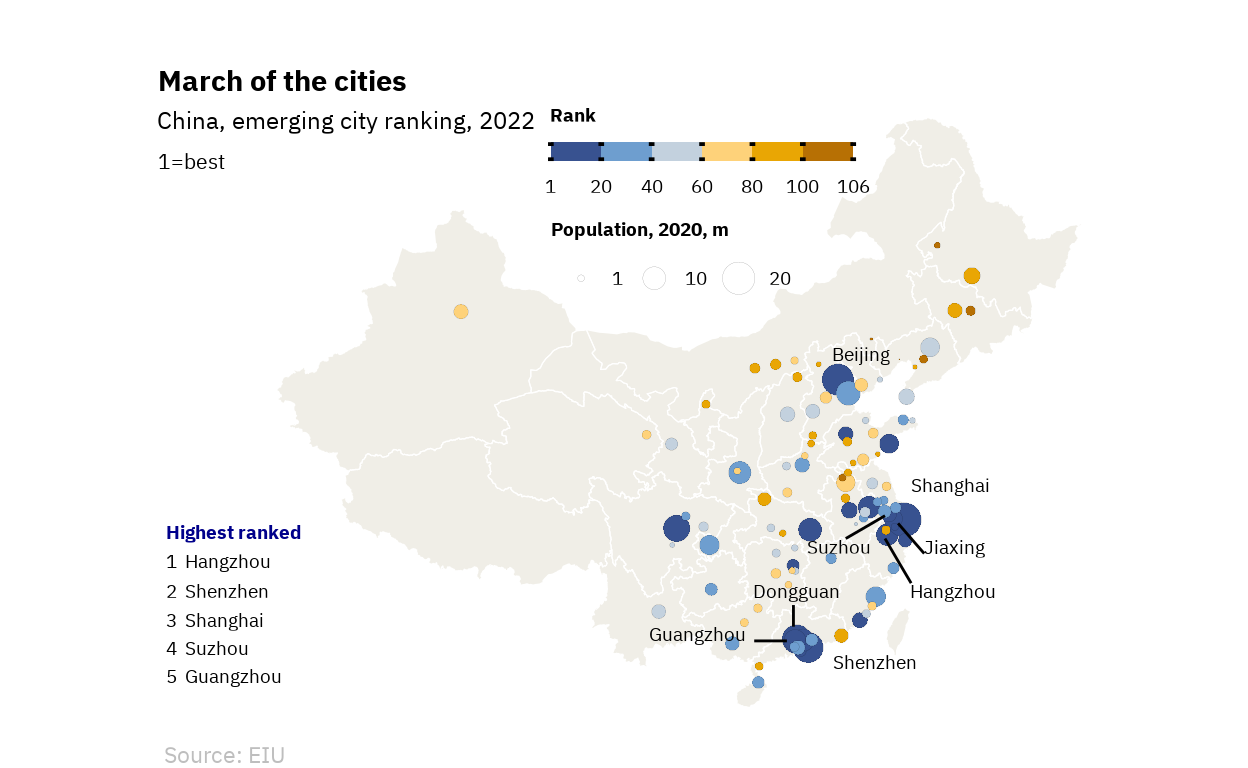 March of the cities
China, emerging city ranking, 2022
1=best
Rank
1 20 40 60 80 100 106
Population, 2020, m
1 10 20
Beijing
Shanghai
Suzhou
Jiaxing
Hangzhou
Dongguan
Guangzhou
Shenzhen
Highest ranked
1 Hangzhou
2 Shenzhen
3 Shanghai
4 Suzhou
5 Guangzhou
Source: EIU